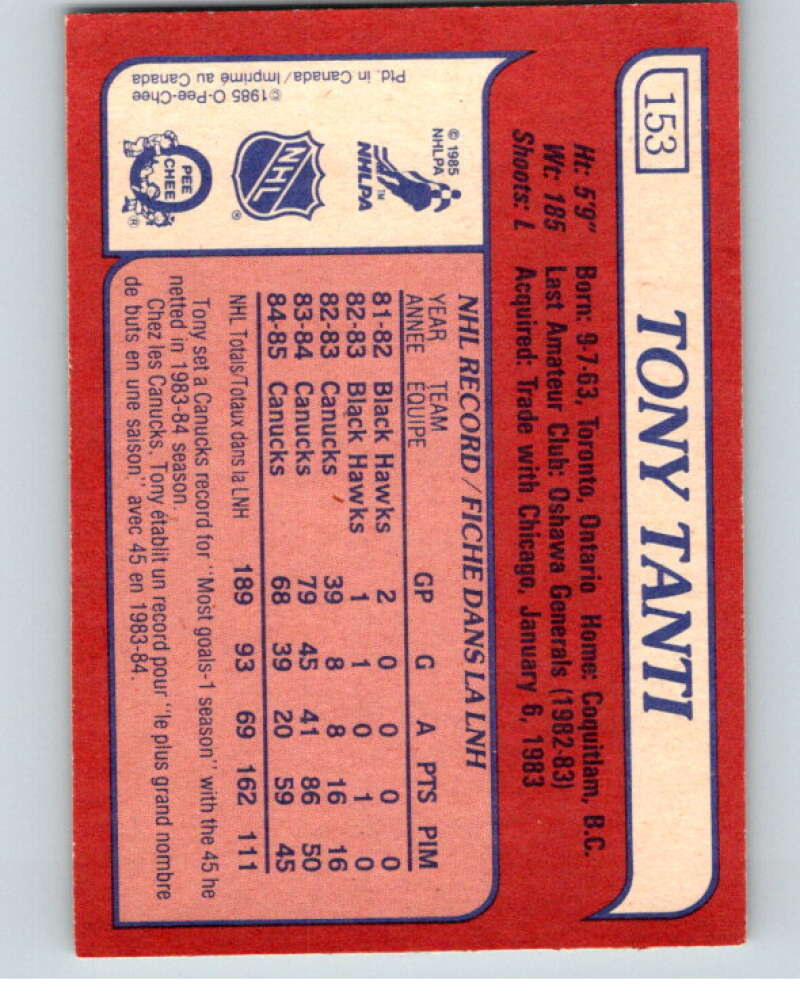 153
TONY TANTI
Ht: 5'9" Born: 9-7-63, Toronto, Ontario Home: Coquitlam, B.C.
Wt: 185 Last Amateur Club: Oshawa Generals (1982-83)
Shoots: L Acquired: Trade with Chicago, January 6, 1983
NHL RECORD/FICHE DANS LA LNH
YEAR TEAM
ANNÉE ÉQUIPE GP G A PTS PIM
81-82 Black Hawks 2 0 0 0 0
82-83 Black Hawks 1 1 0 1 0
82-83 Canucks 39 8 8 16 16
83-84 Canucks 79 45 41 86 50
84-85 Canucks 68 39 20 59 45
NHL Totals/Totaux dans la LNH 189 93 69 162 111
Tony set a Canucks record for "Most goals-1 season" with the 45 he
netted in 1983-84 season.
Chez les Canucks, Tony établit un record pour "le plus grand nombre
de buts en une saison," avec 45 en 1983-84.
© 1985
NHLPA
NHLPA™
NHL
®
O
PEE
CHEE
®
©1985 O-Pee-Chee
Ptd. in Canada/Imprimé au Canada